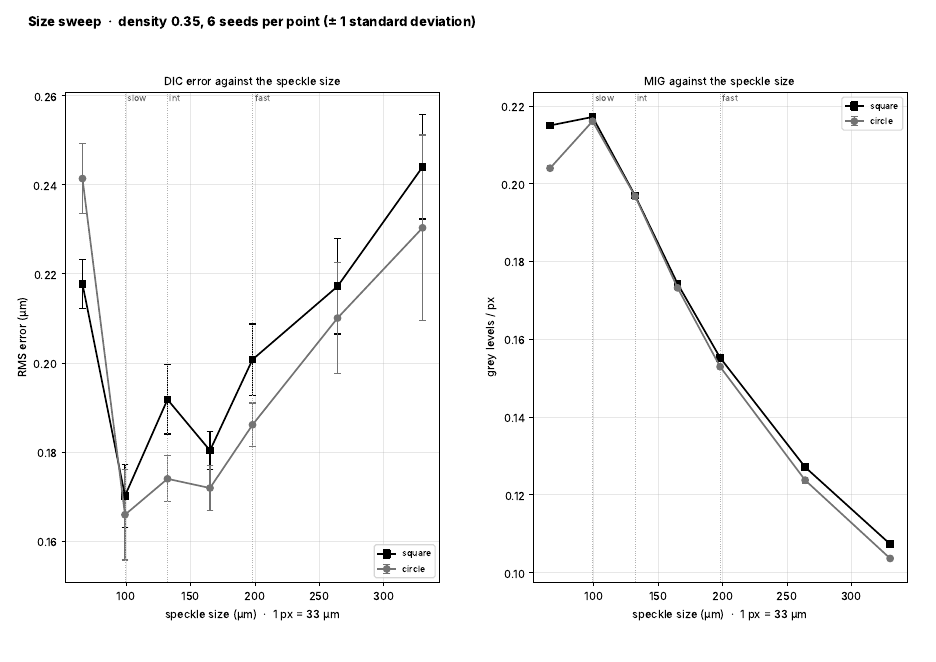 Size sweep · density 0.35, 6 seeds per point (± 1 standard deviation)
DIC error against the speckle size
slow int fast
0.26
0.24
0.22
0.20
0.18
0.16
RMS error (µm)
square
circle
100 150 200 250 300
speckle size (µm) · 1 px = 33 µm
MIG against the speckle size
slow int fast
square
circle
0.22
0.20
0.18
0.16
0.14
0.12
0.10
grey levels / px
100 150 200 250 300
speckle size (µm) · 1 px = 33 µm